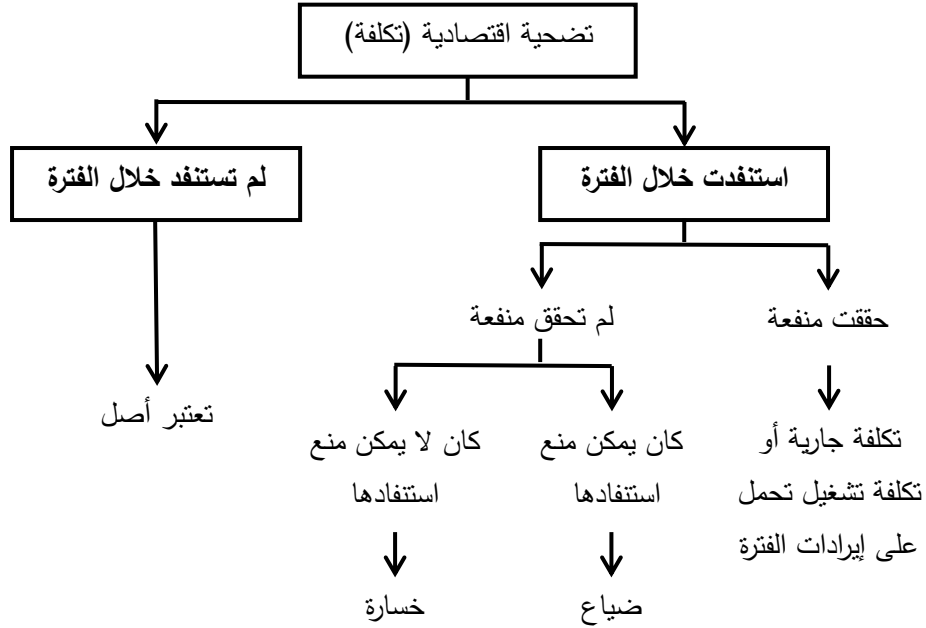 تضحية اقتصادية (تكلفة)
استنفدت خلال الفترة
لم تستنفد خلال الفترة
حققت منفعة
لم تحقق منفعة
تكلفة جارية أو
تكلفة تشغيل تحمل
على إيرادات الفترة
كان يمكن منع
استنفادها
كان لا يمكن منع
استنفادها
تعتبر أصل
ضياع
خسارة